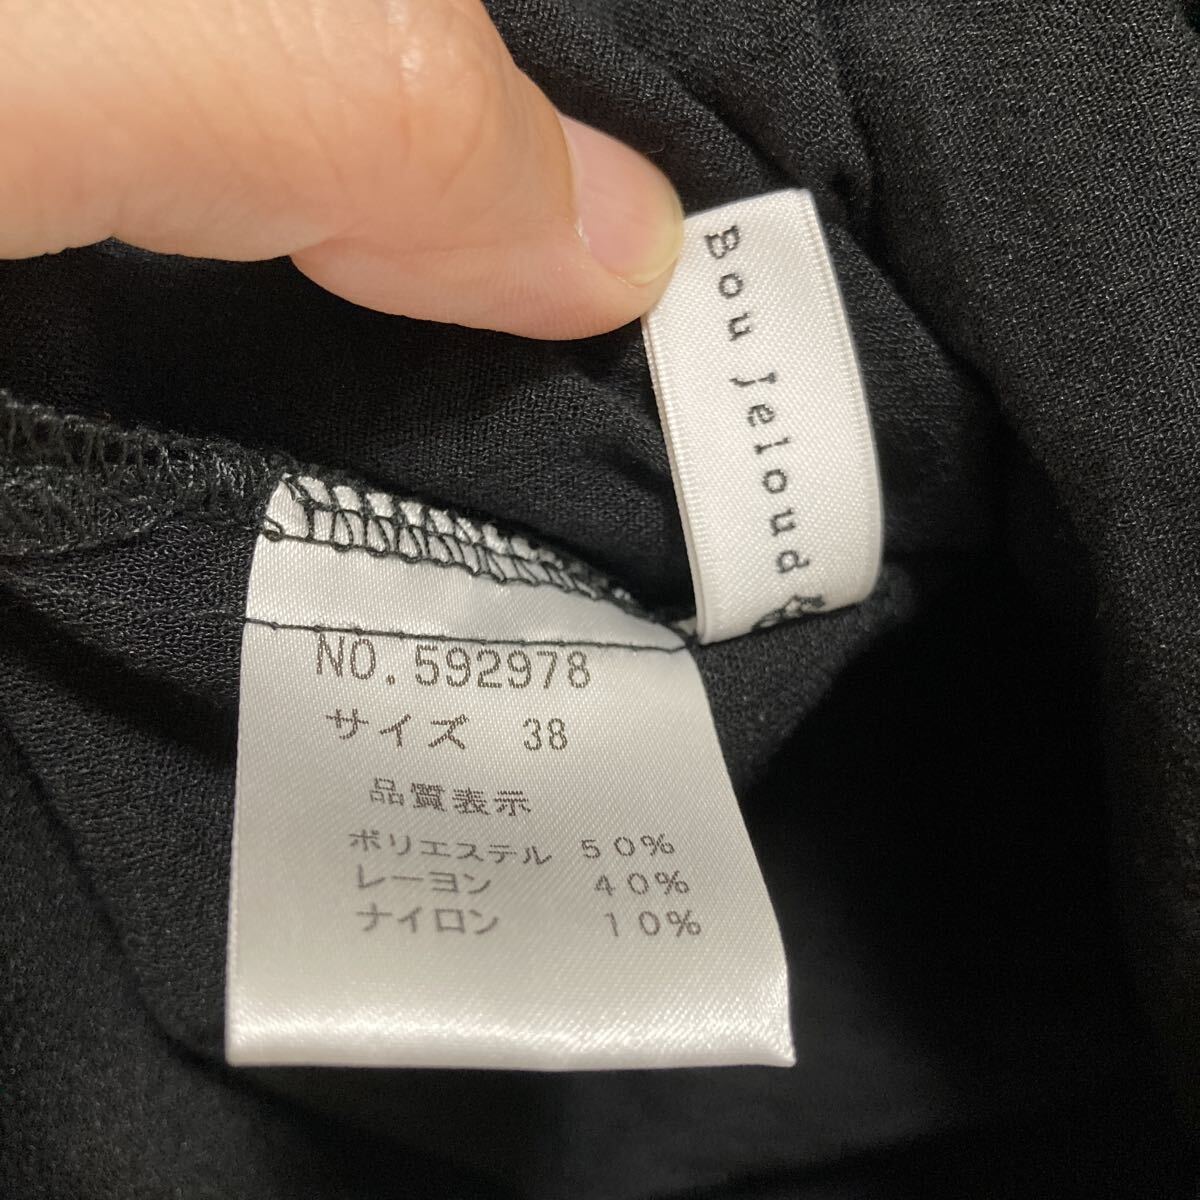 Bou Jeloud
NO.592978
サイズ 38
品質表示
ポリエステル 50%
レーヨン 40%
ナイロン 10%